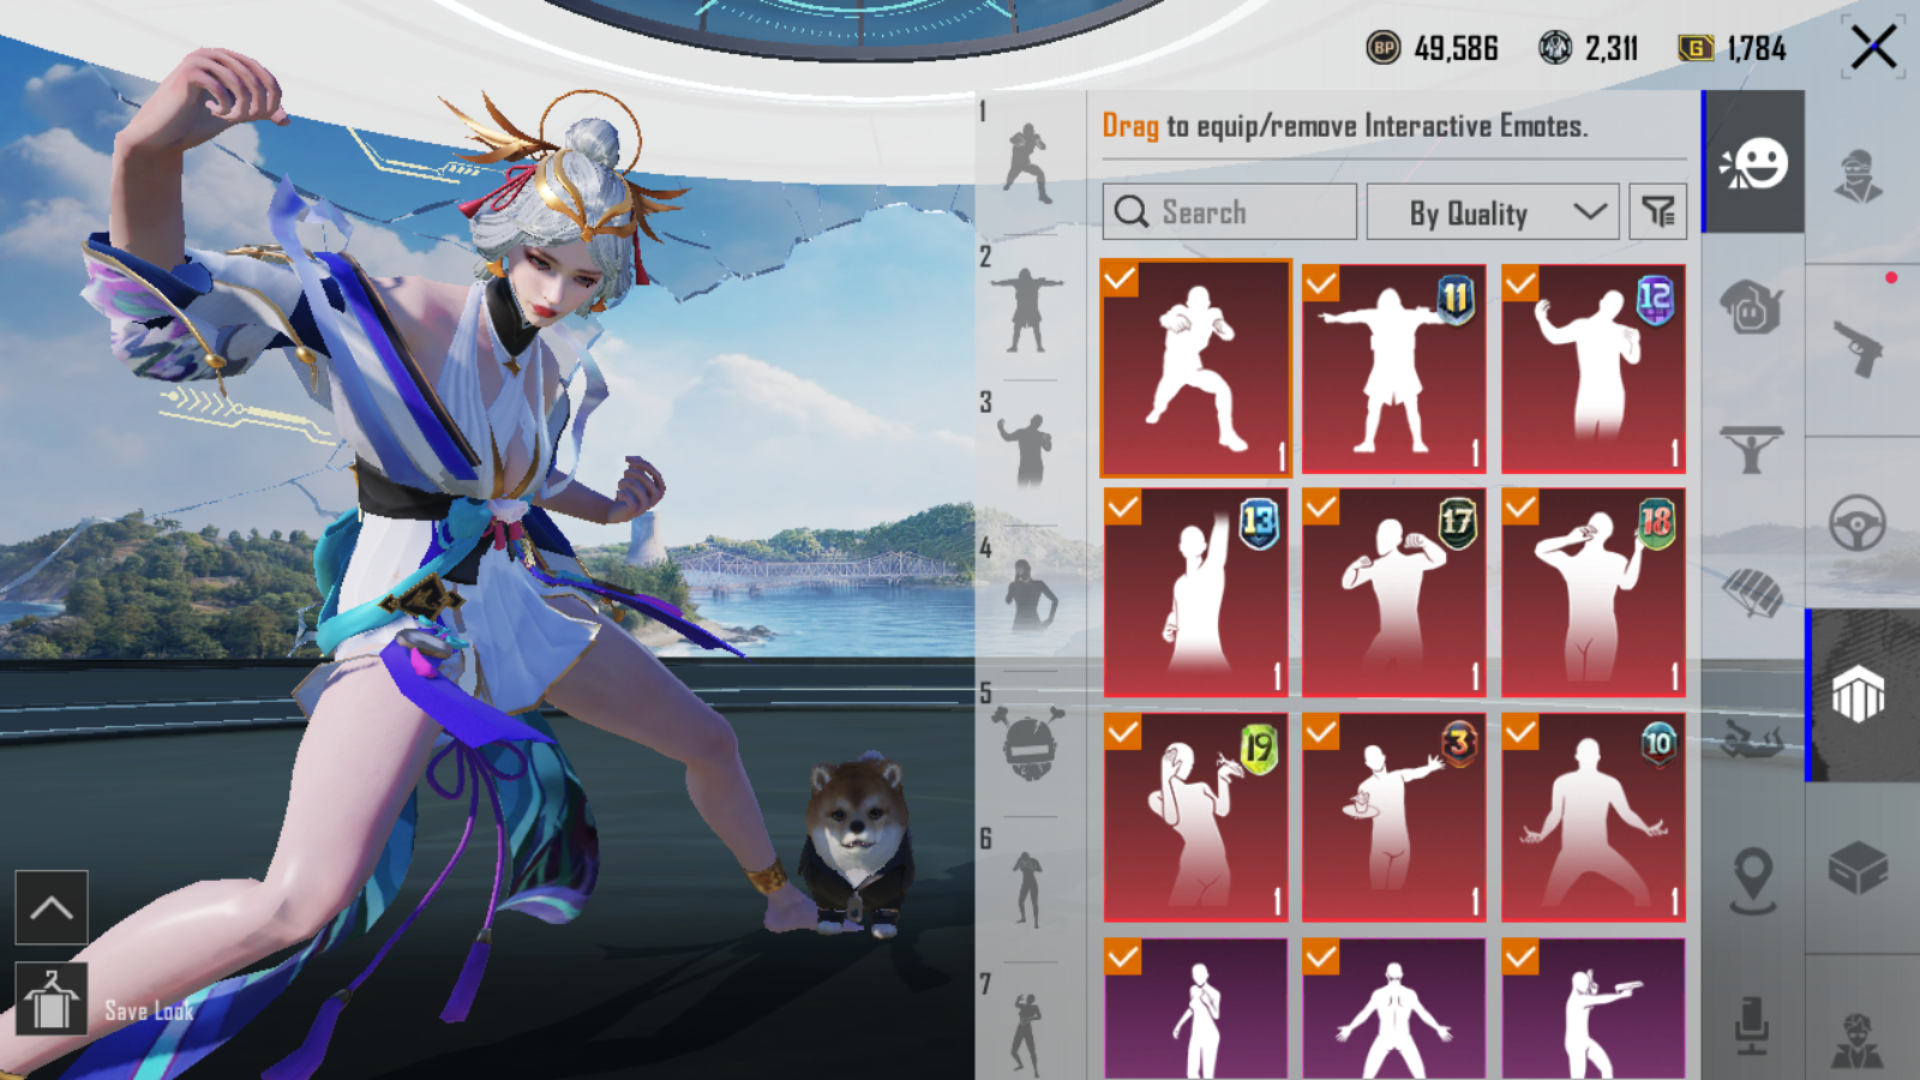 BP 49,586 2,311 G 1,784
Drag to equip/remove Interactive Emotes.
Search By Quality
1
2
3
4
5
6
7
1 11 1 12 1
13 1 17 1 18 1
19 1 3 1 10 1
Save Look